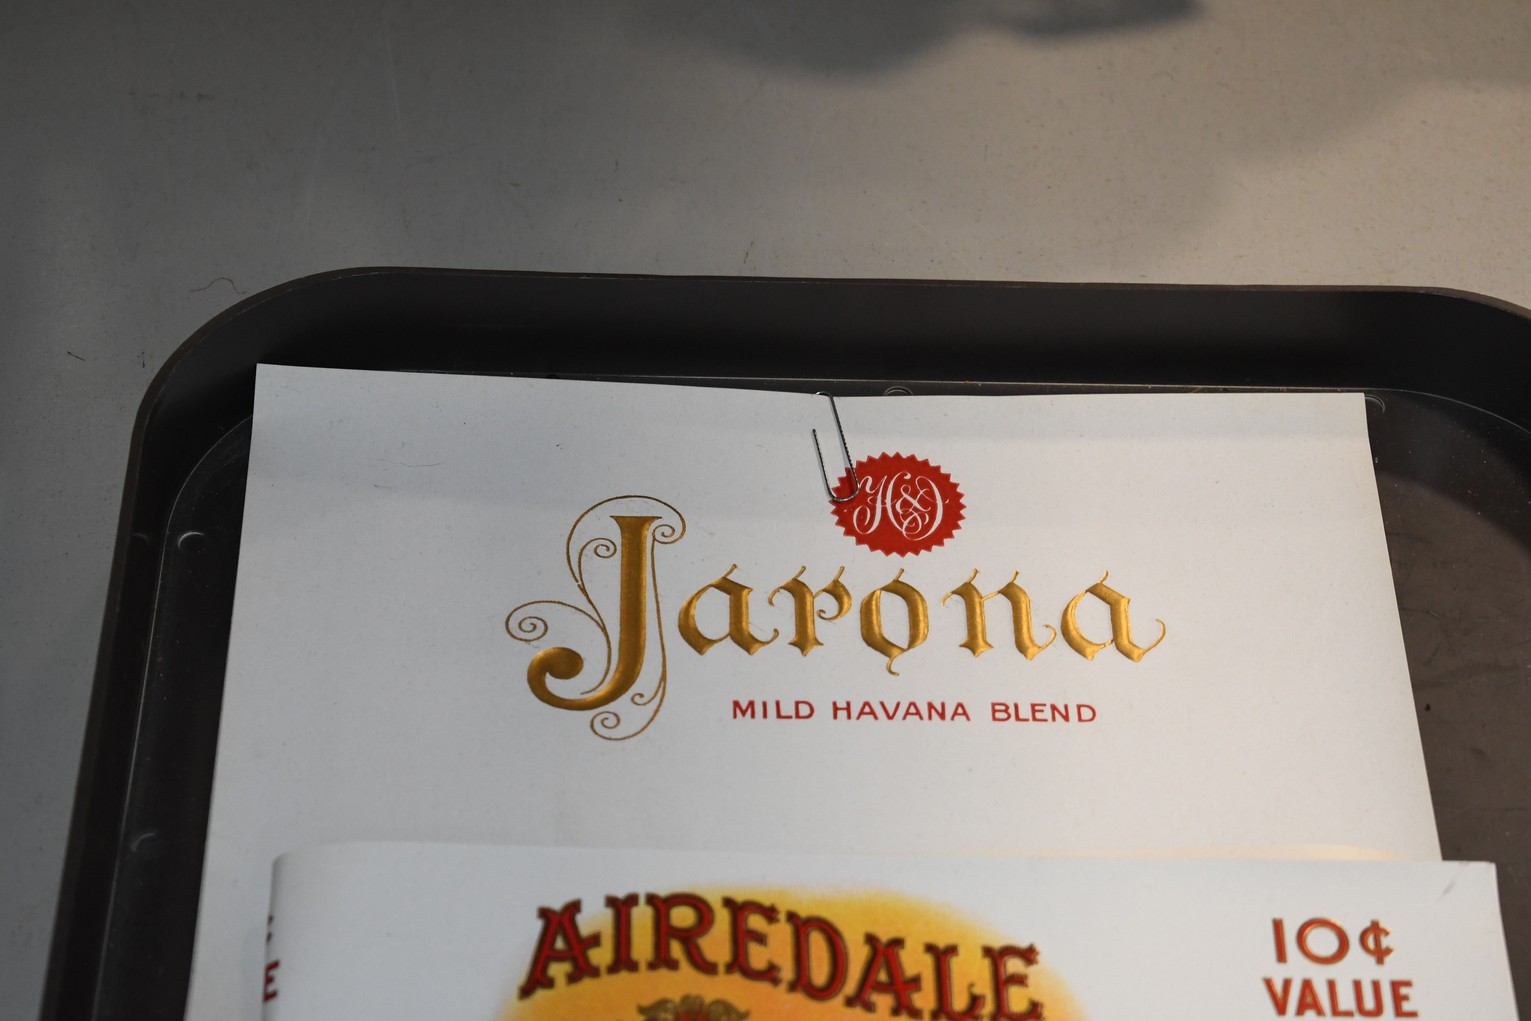 H&J
Jarona
MILD HAVANA BLEND
AIREDALE
10¢
VALUE
E